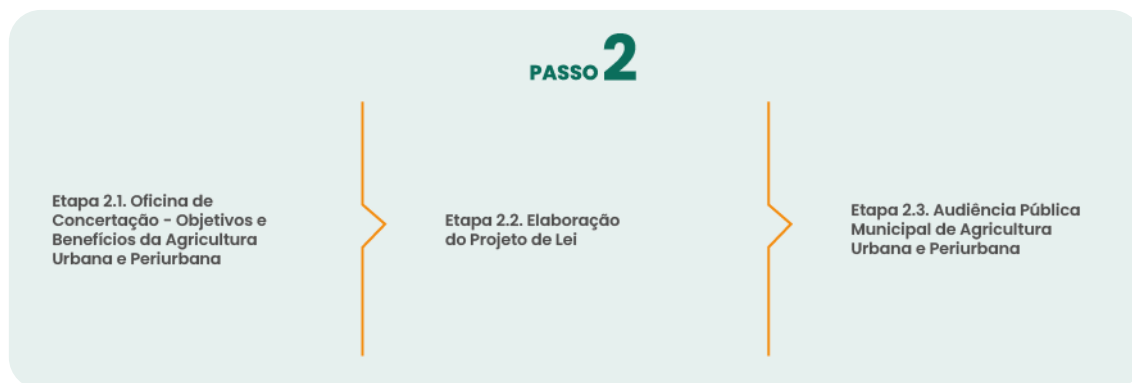 PASSO 2
Etapa 2.1. Oficina de
Concertação - Objetivos e
Benefícios da Agricultura
Urbana e Periurbana
Etapa 2.2. Elaboração
do Projeto de Lei
Etapa 2.3. Audiência Pública
Municipal de Agricultura
Urbana e Periurbana